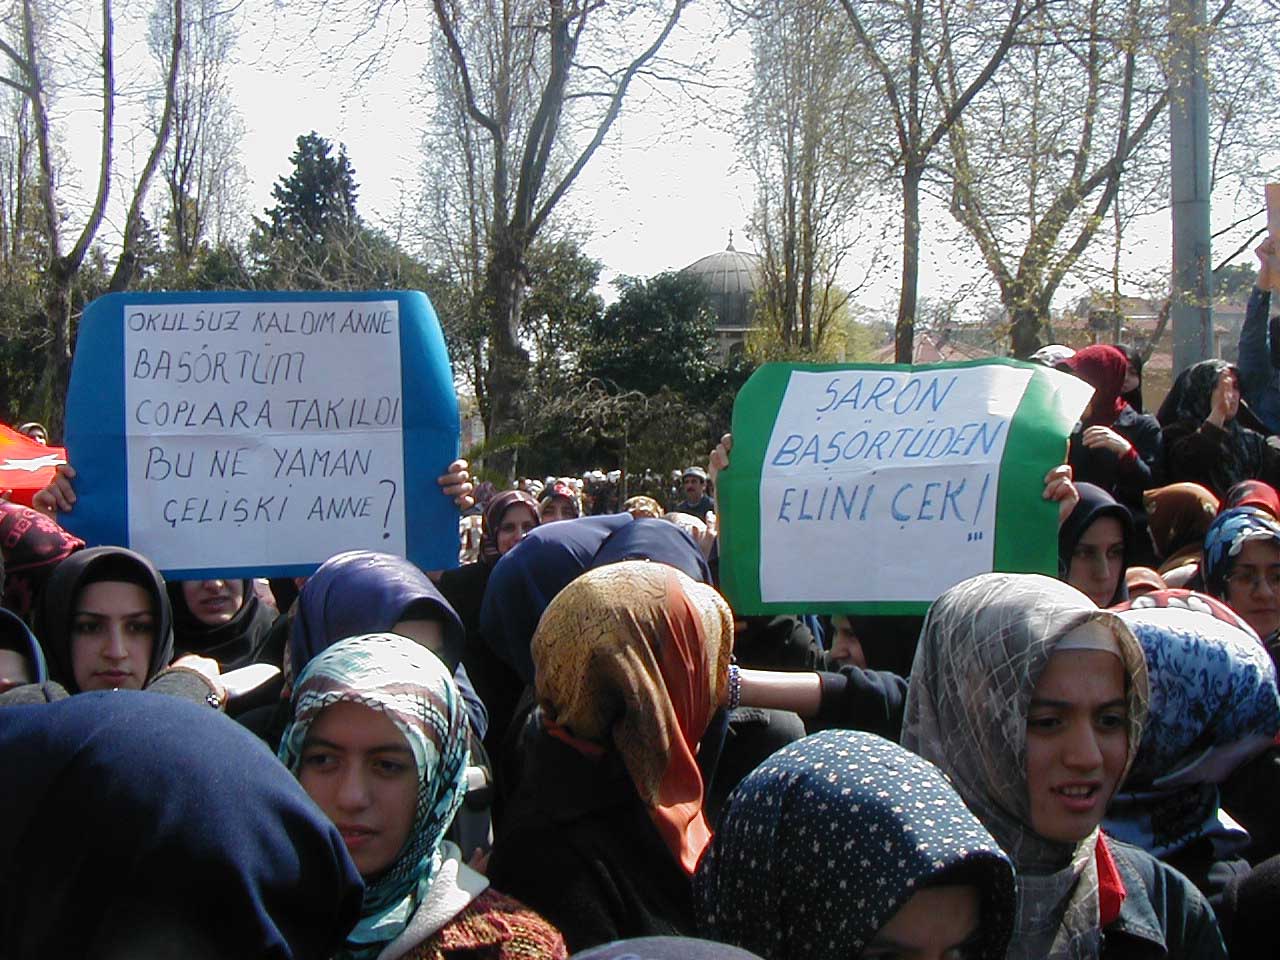 OKULSUZ KALDIM ANNE
BAŞÖRTÜM
COPLARA TAKILDI
BU NE YAMAN
ÇELİŞKİ ANNE?
ŞARON
BAŞÖRTÜDEN
ELİNİ ÇEK!
...